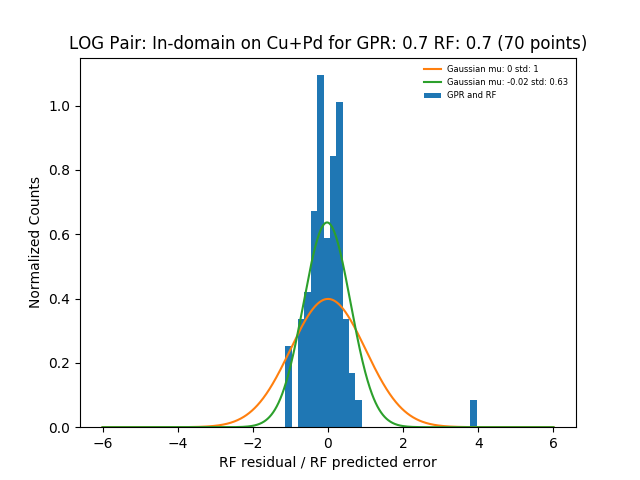 LOG Pair: In-domain on Cu+Pd for GPR: 0.7 RF: 0.7 (70 points)
Gaussian mu: 0 std: 1
Gaussian mu: -0.02 std: 0.63
GPR and RF
Normalized Counts
1.0
0.8
0.6
0.4
0.2
0.0
−6 −4 −2 0 2 4 6
RF residual / RF predicted error